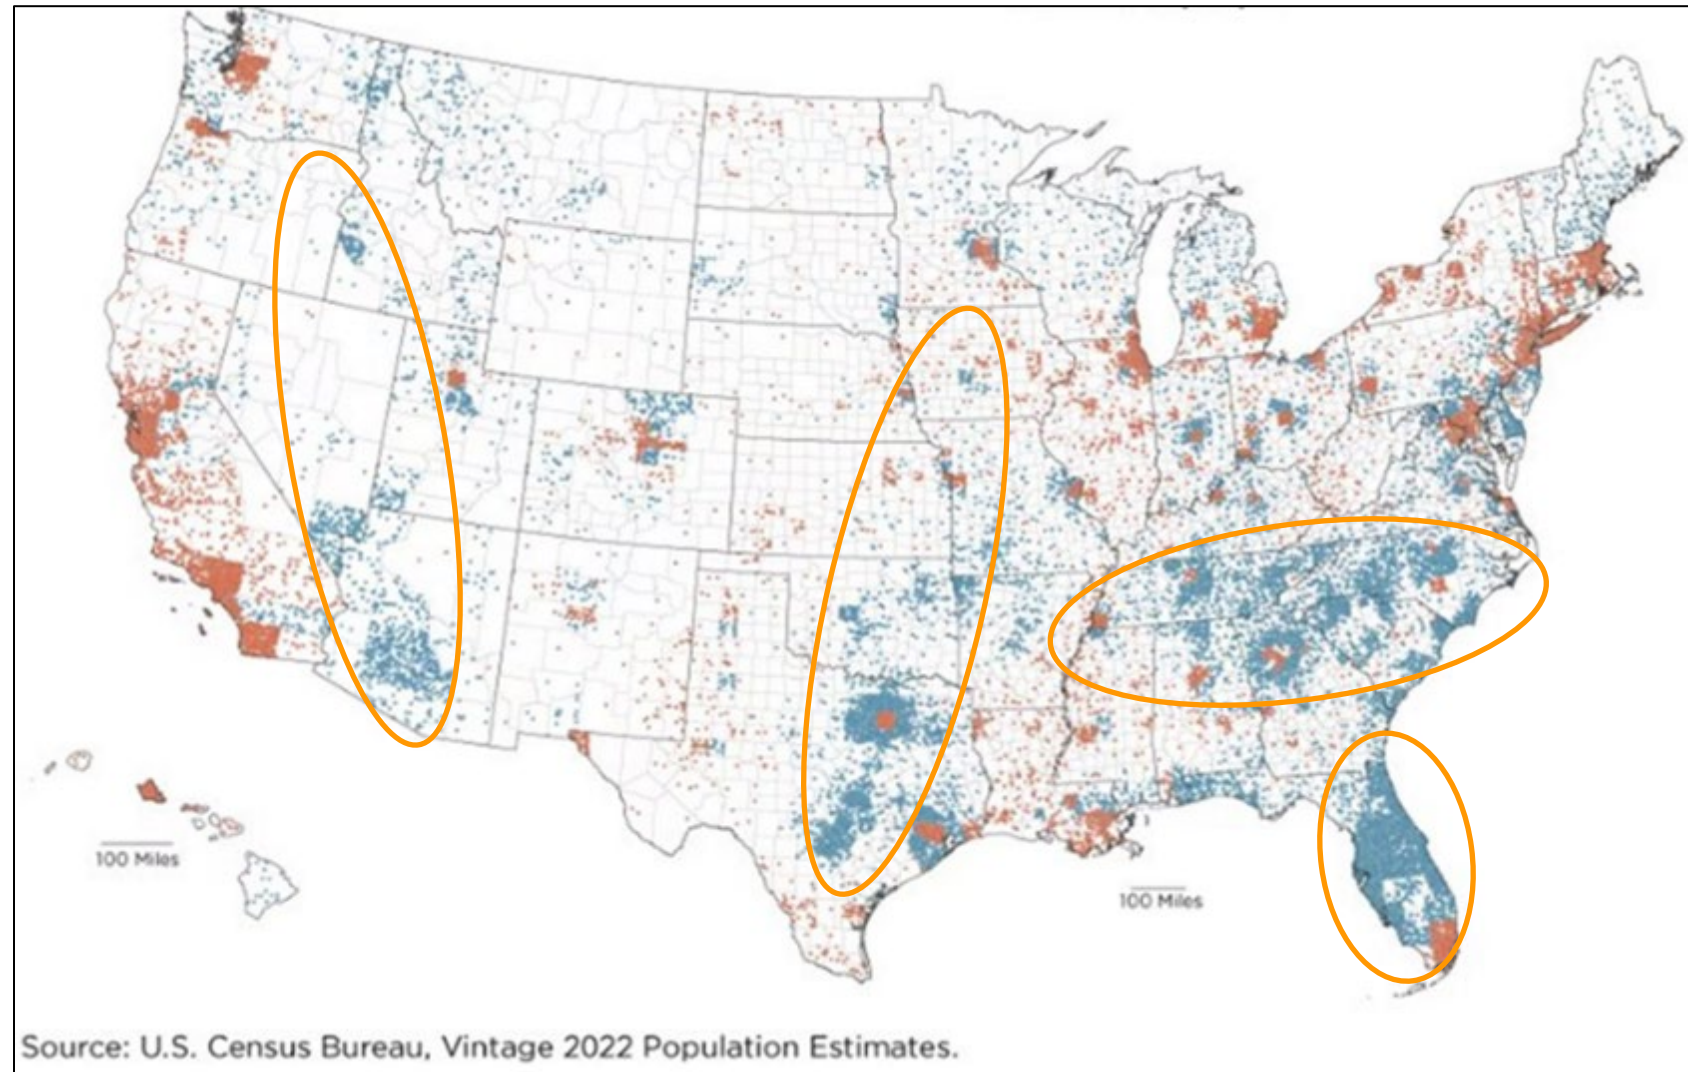 100 Miles
100 Miles
Source: U.S. Census Bureau, Vintage 2022 Population Estimates.